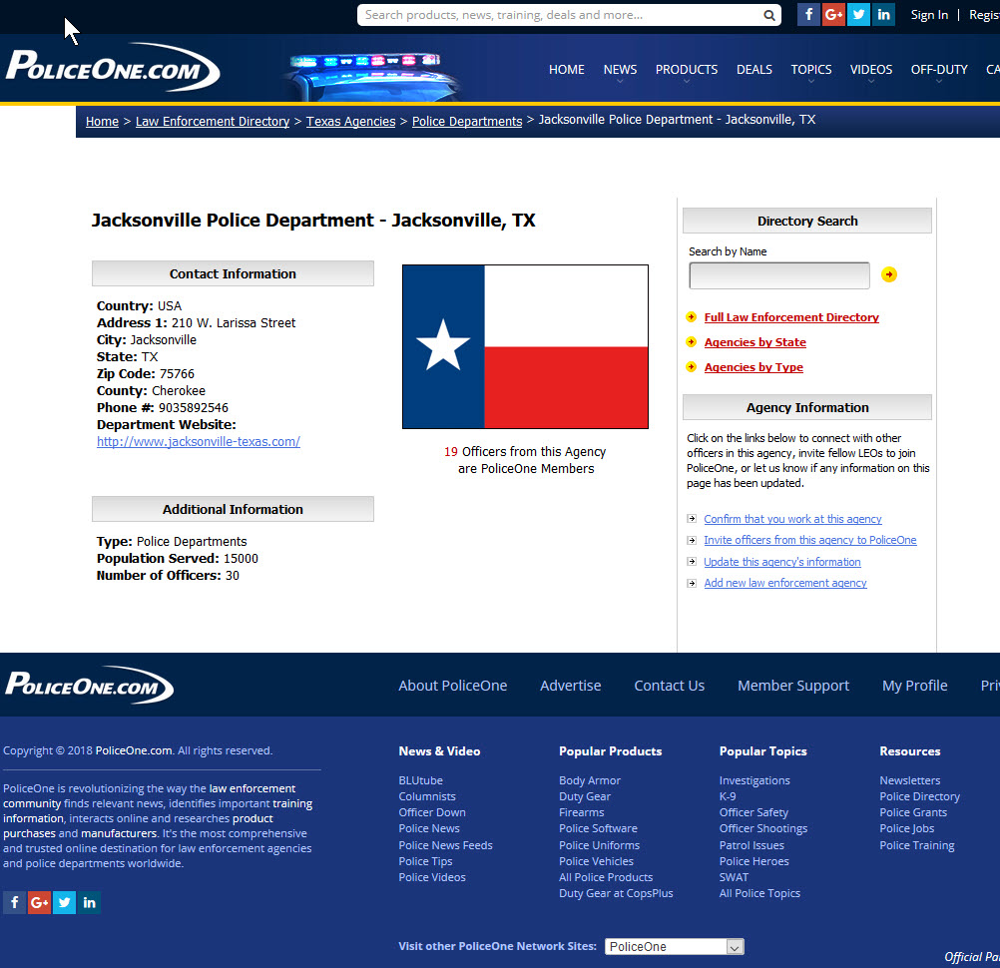 Search products, news, training, deals and more...
f G+ in Sign In | Regis
POLICEONE.COM
HOME NEWS PRODUCTS DEALS TOPICS VIDEOS OFF-DUTY CA
Home > Law Enforcement Directory > Texas Agencies > Police Departments > Jacksonville Police Department - Jacksonville, TX
Jacksonville Police Department - Jacksonville, TX
Contact Information
Country: USA
Address 1: 210 W. Larissa Street
City: Jacksonville
State: TX
Zip Code: 75766
County: Cherokee
Phone #: 9035892546
Department Website:
http://www.jacksonville-texas.com/
19 Officers from this Agency
are PoliceOne Members
Additional Information
Type: Police Departments
Population Served: 15000
Number of Officers: 30
Directory Search
Search by Name
Full Law Enforcement Directory
Agencies by State
Agencies by Type
Agency Information
Click on the links below to connect with other
officers in this agency, invite fellow LEOs to join
PoliceOne, or let us know if any information on this
page has been updated.
Confirm that you work at this agency
Invite officers from this agency to PoliceOne
Update this agency's information
Add new law enforcement agency
POLICEONE.COM
About PoliceOne Advertise Contact Us Member Support My Profile Pri
Copyright © 2018 PoliceOne.com. All rights reserved.
PoliceOne is revolutionizing the way the law enforcement
community finds relevant news, identifies important training
information, interacts online and researches product
purchases and manufacturers. It's the most comprehensive
and trusted online destination for law enforcement agencies
and police departments worldwide.
f G+ in
News & Video
BLUtube
Columnists
Officer Down
Police News
Police News Feeds
Police Tips
Police Videos
Popular Products
Body Armor
Duty Gear
Firearms
Police Software
Police Uniforms
Police Vehicles
All Police Products
Duty Gear at CopsPlus
Popular Topics
Investigations
K-9
Officer Safety
Officer Shootings
Patrol Issues
Police Heroes
SWAT
All Police Topics
Resources
Newsletters
Police Directory
Police Grants
Police Jobs
Police Training
Visit other PoliceOne Network Sites: PoliceOne
Official Pa